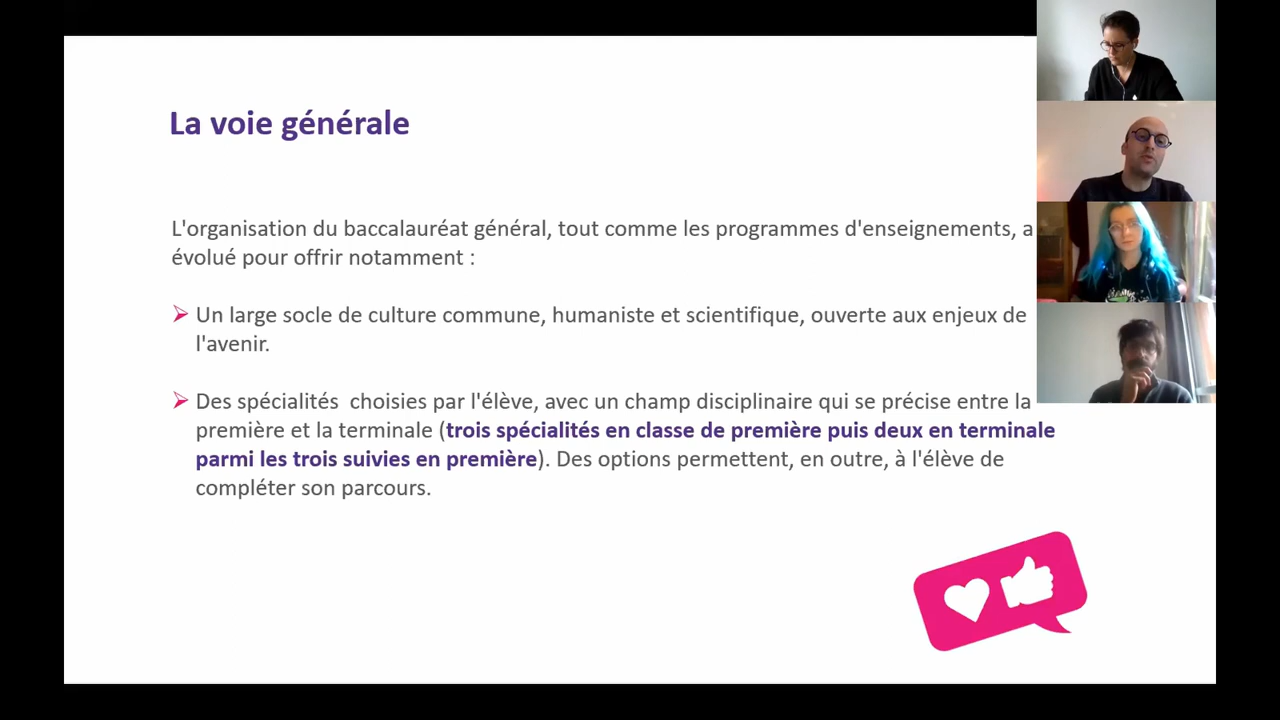 La voie générale
L'organisation du baccalauréat général, tout comme les programmes d'enseignements, a
évolué pour offrir notamment :
Un large socle de culture commune, humaniste et scientifique, ouverte aux enjeux de
l'avenir.
Des spécialités  choisies par l'élève, avec un champ disciplinaire qui se précise entre la
première et la terminale (trois spécialités en classe de première puis deux en terminale
parmi les trois suivies en première). Des options permettent, en outre, à l'élève de
compléter son parcours.